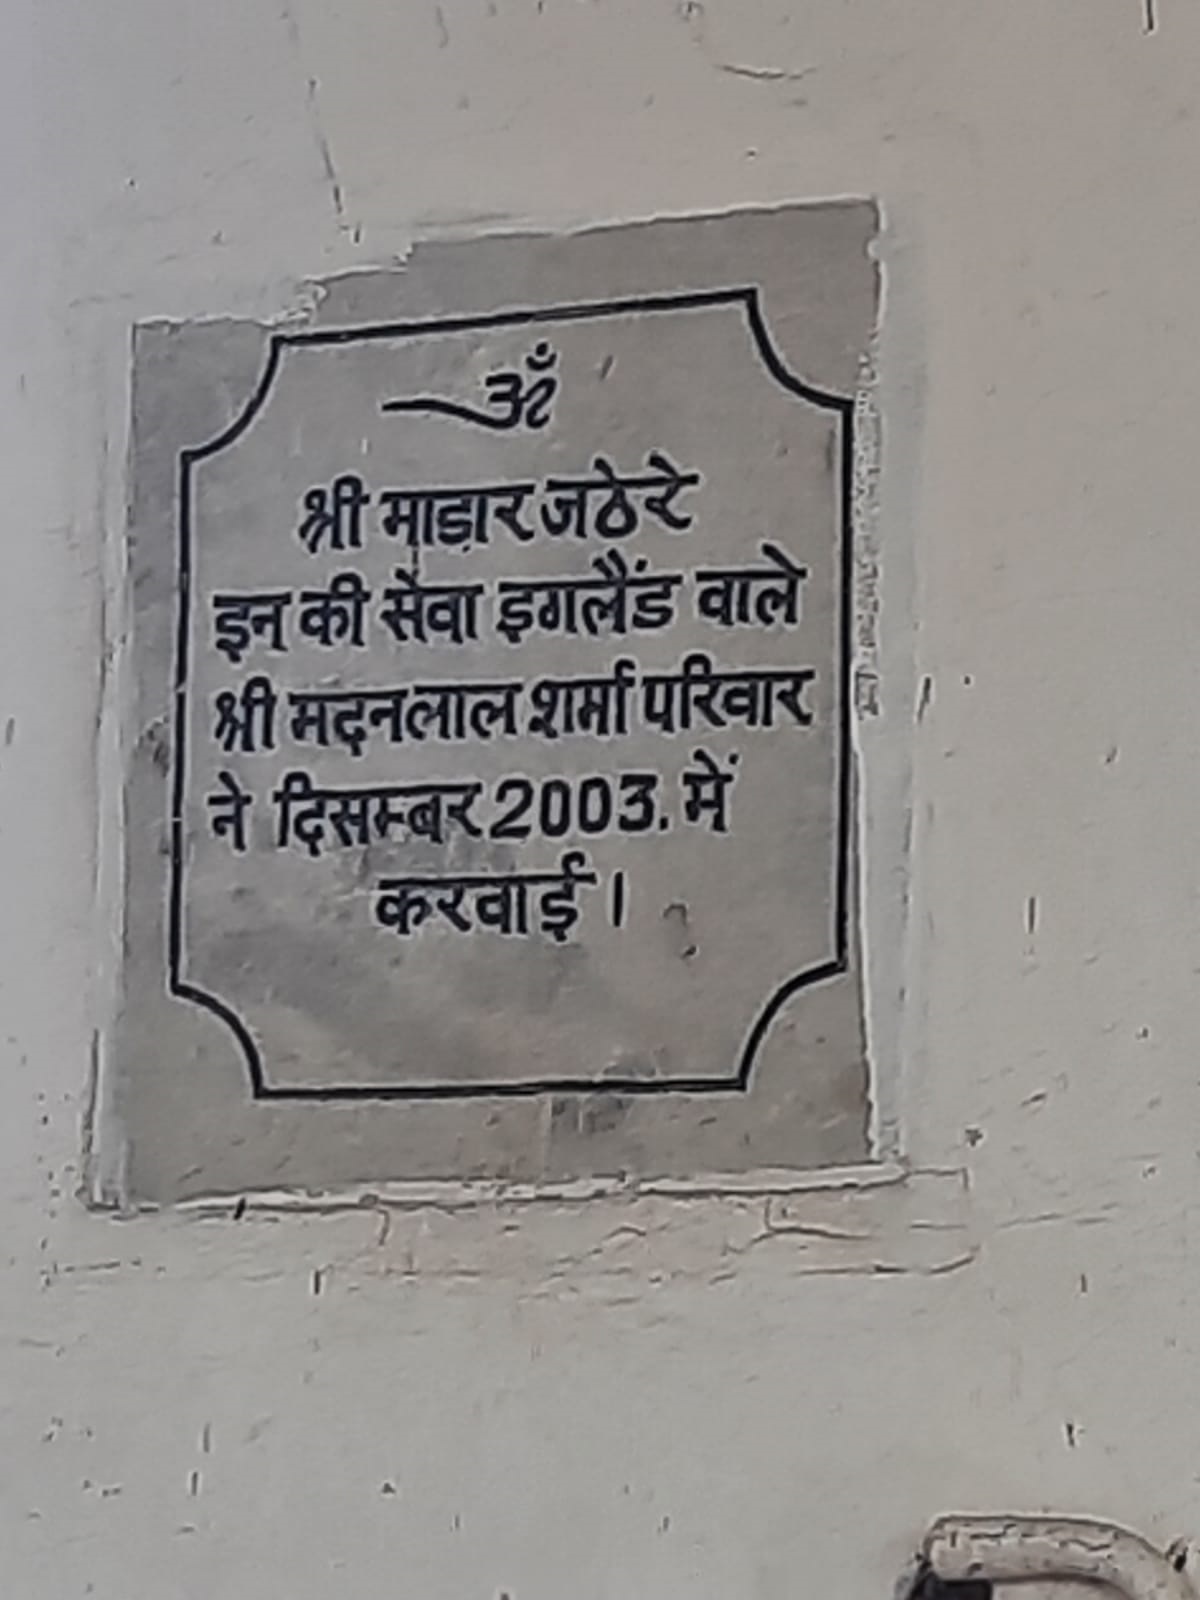 ॐ
श्री माड़ार जठेरे
इन की सेवा इगलैंड वाले
श्री मदनलाल शर्मा परिवार
ने दिसम्बर 2003. में
करवाई।